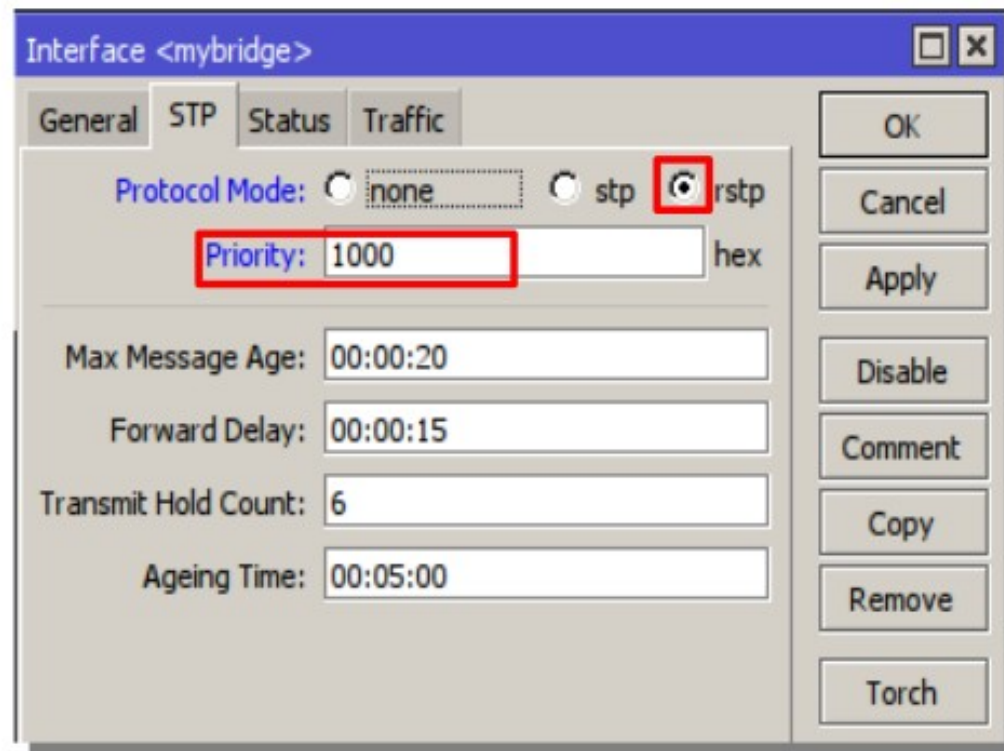 Interface <mybridge>
General STP Status Traffic
OK
Protocol Mode: none stp rstp
Cancel
Priority: 1000 hex
Apply
Max Message Age: 00:00:20
Disable
Forward Delay: 00:00:15
Comment
Transmit Hold Count: 6
Copy
Ageing Time: 00:05:00
Remove
Torch